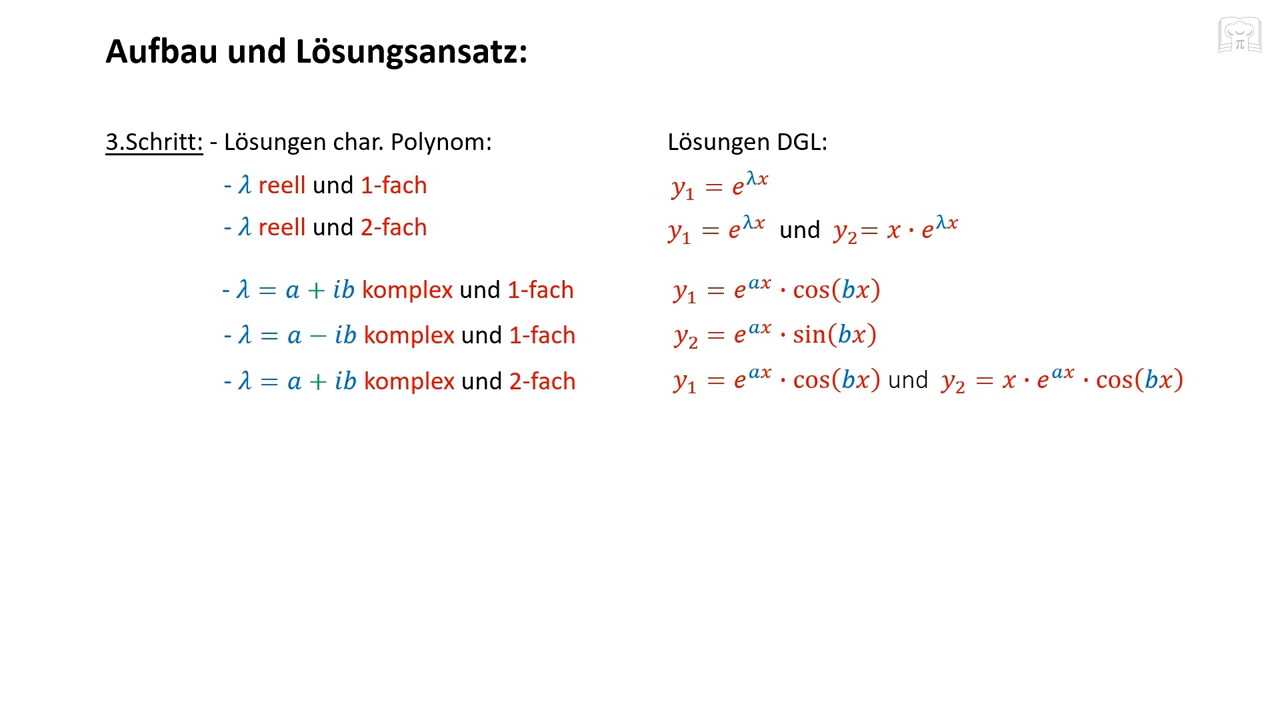 Aufbau und Lösungsansatz:
3.Schritt: - Lösungen char. Polynom: Lösungen DGL:
- λ reell und 1-fach y₁ = e^{λx}
- λ reell und 2-fach y₁ = e^{λx} und y₂= x · e^{λx}
- λ = a + ib komplex und 1-fach y₁ = e^{ax} · cos(bx)
- λ = a − ib komplex und 1-fach y₂ = e^{ax} · sin(bx)
- λ = a + ib komplex und 2-fach y₁ = e^{ax} · cos(bx) und y₂ = x · e^{ax} · cos(bx)
π